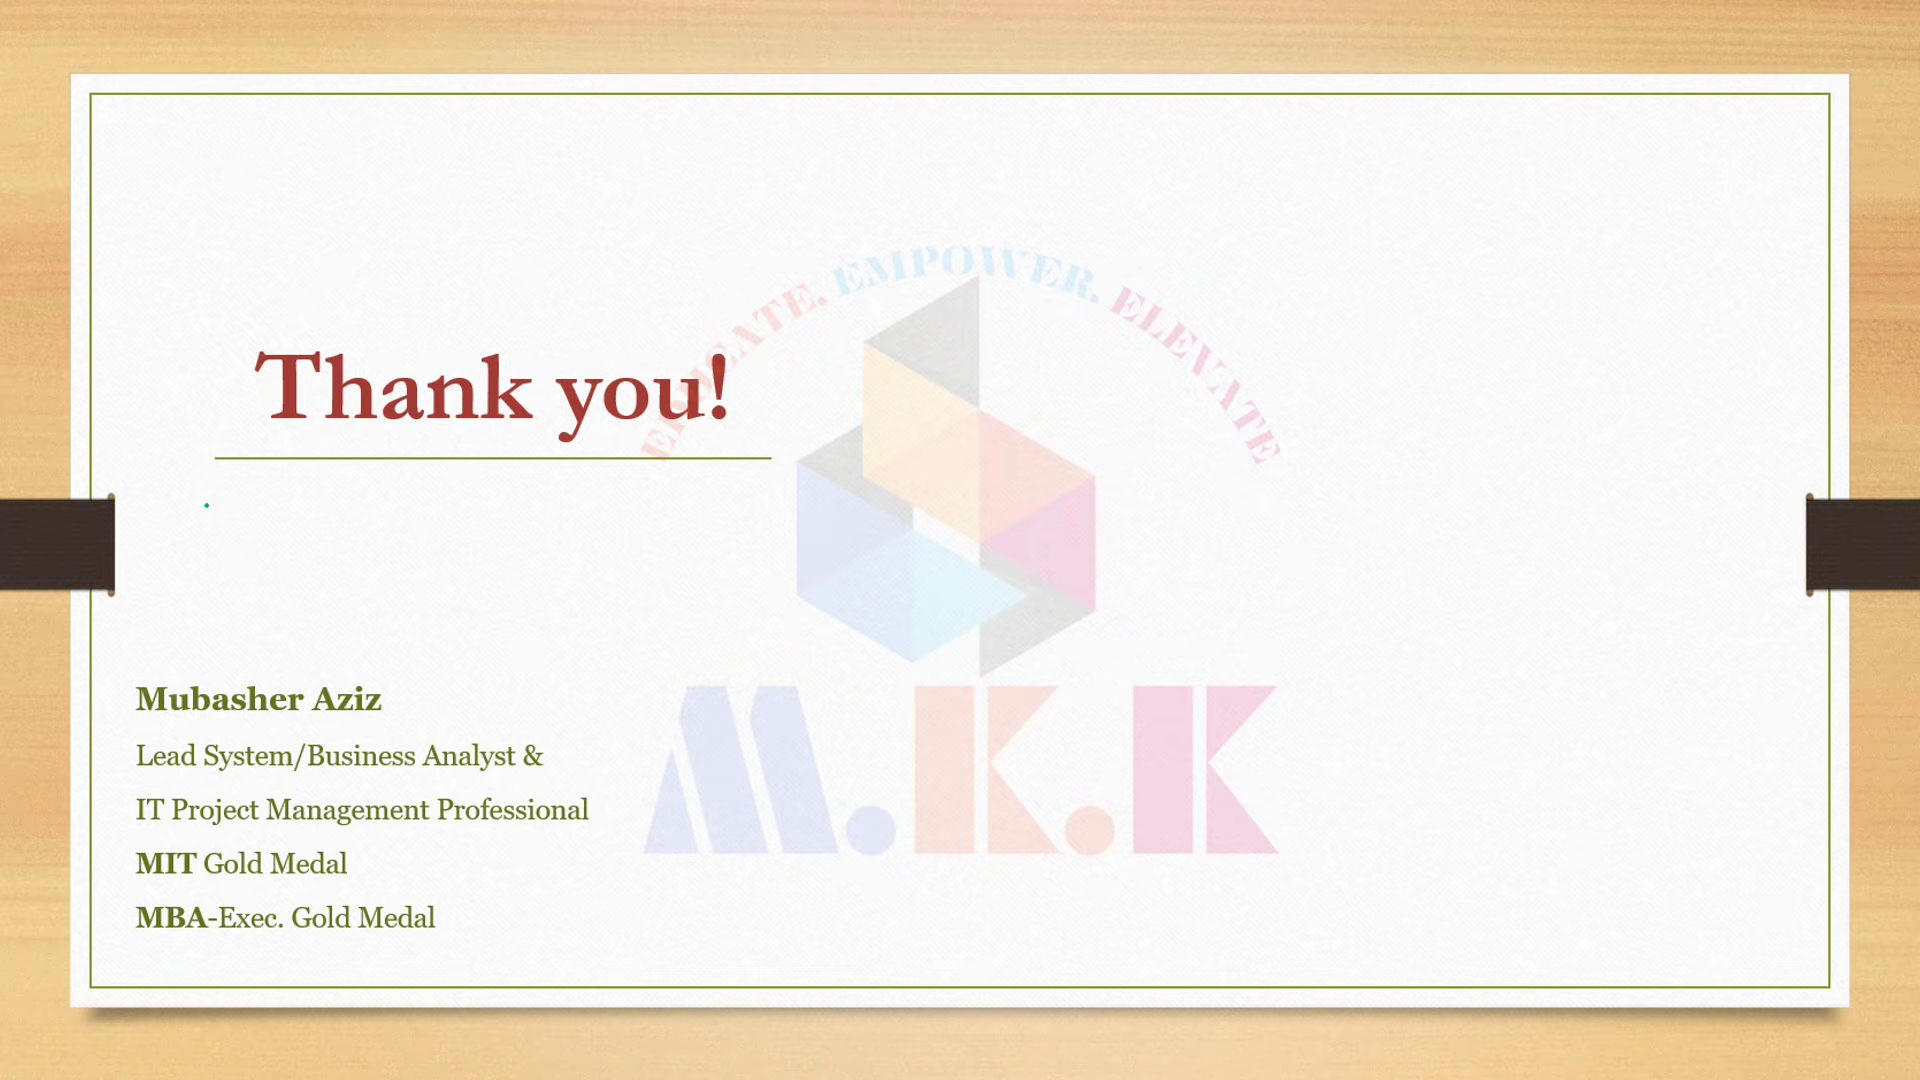 EDUCATE. EMPOWER. ELEVATE
Thank you!
M.K.K
Mubasher Aziz
Lead System/Business Analyst &
IT Project Management Professional
MIT Gold Medal
MBA-Exec. Gold Medal